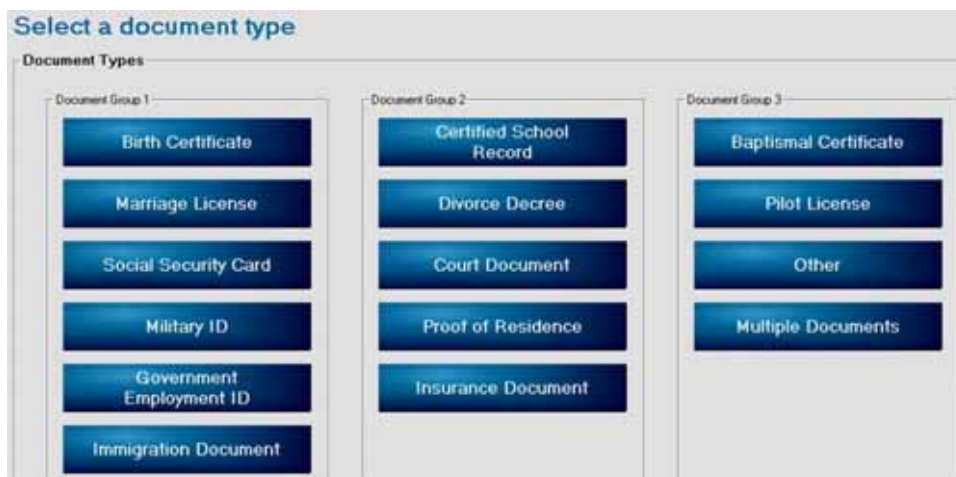 Select a document type
Document Types
Document Group 1
Birth Certificate
Marriage License
Social Security Card
Military ID
Government
Employment ID
Immigration Document
Document Group 2
Certified School
Record
Divorce Decree
Court Document
Proof of Residence
Insurance Document
Document Group 3
Baptismal Certificate
Pilot License
Other
Multiple Documents